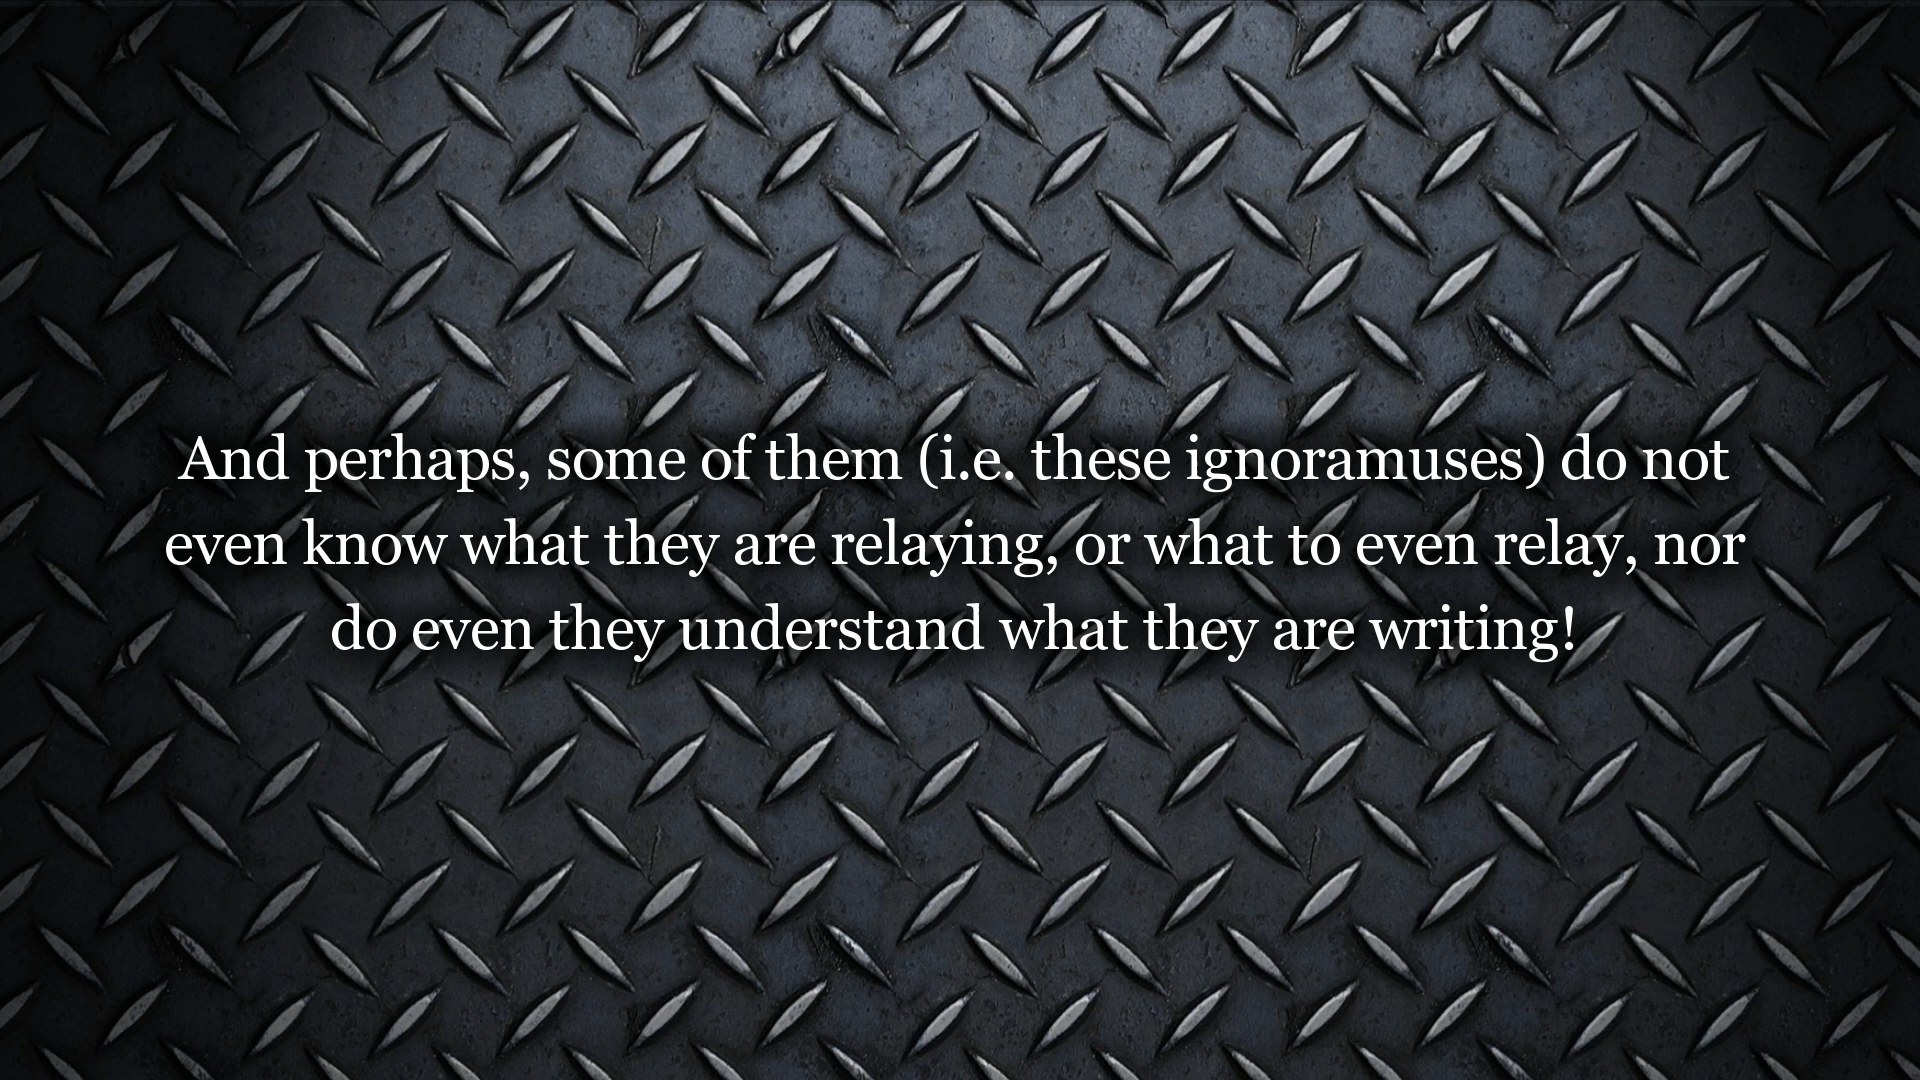 And perhaps, some of them (i.e. these ignoramuses) do not
even know what they are relaying, or what to even relay, nor
do even they understand what they are writing!